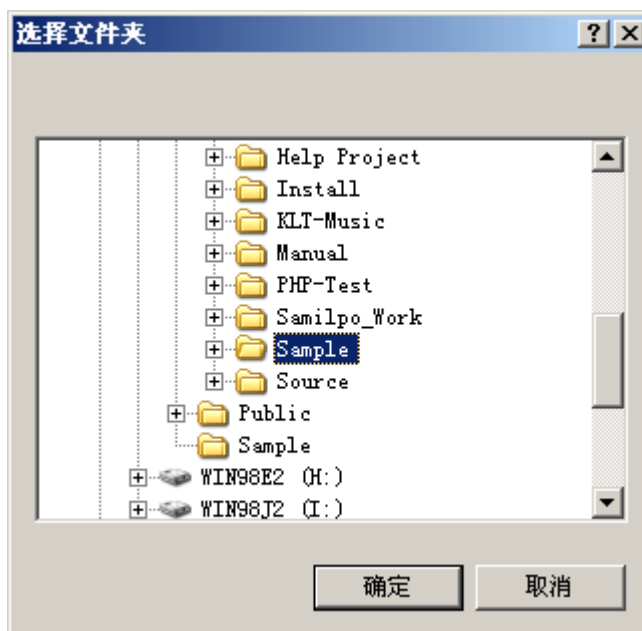 选择文件夹
Help Project
Install
KLT-Music
Manual
PHP-Test
Samilpo_Work
Sample
Source
Public
Sample
WIN98E2 (H:)
WIN98J2 (I:)
确定 取消